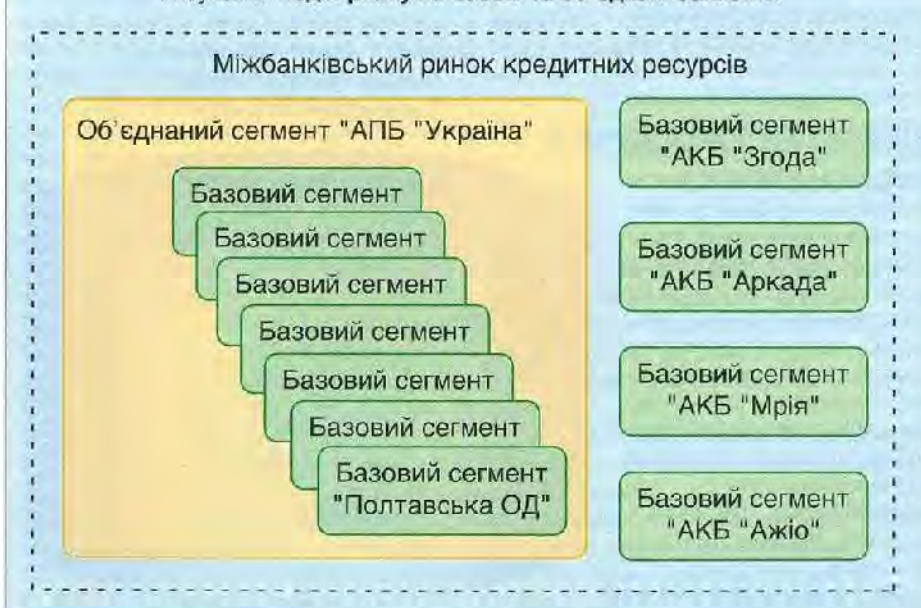 Міжбанківський ринок кредитних ресурсів
Об'єднаний сегмент "АПБ "Україна"
Базовий сегмент
Базовий сегмент
Базовий сегмент
Базовий сегмент
Базовий сегмент
Базовий сегмент
Базовий сегмент
"Полтавська ОД"
Базовий сегмент
"АКБ "Згода"
Базовий сегмент
"АКБ "Аркада"
Базовий сегмент
"АКБ "Мрія"
Базовий сегмент
"АКБ "Ажіо"